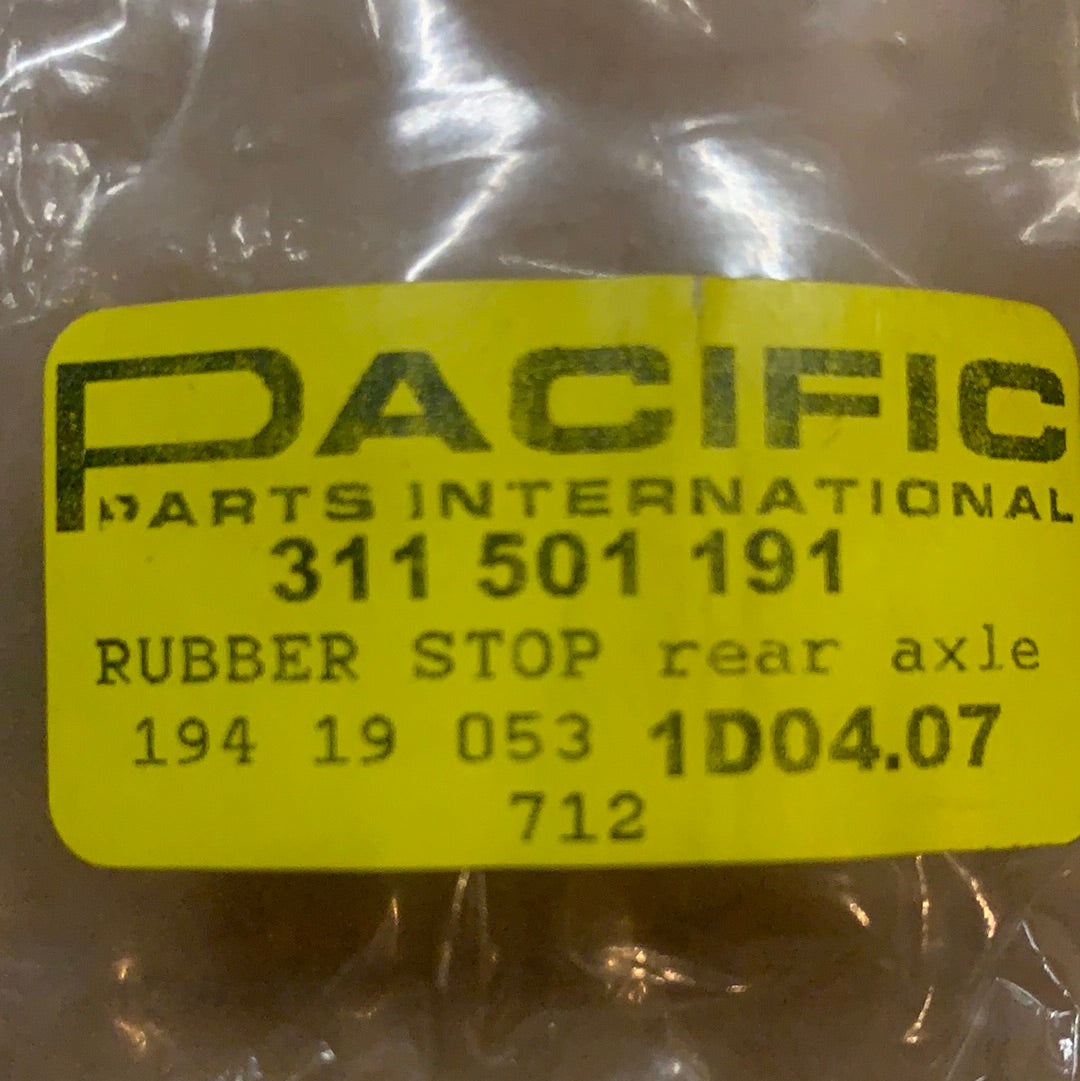 PACIFIC
PARTS INTERNATIONAL
311 501 191
RUBBER STOP rear axle
194 19 053 1D04.07
712